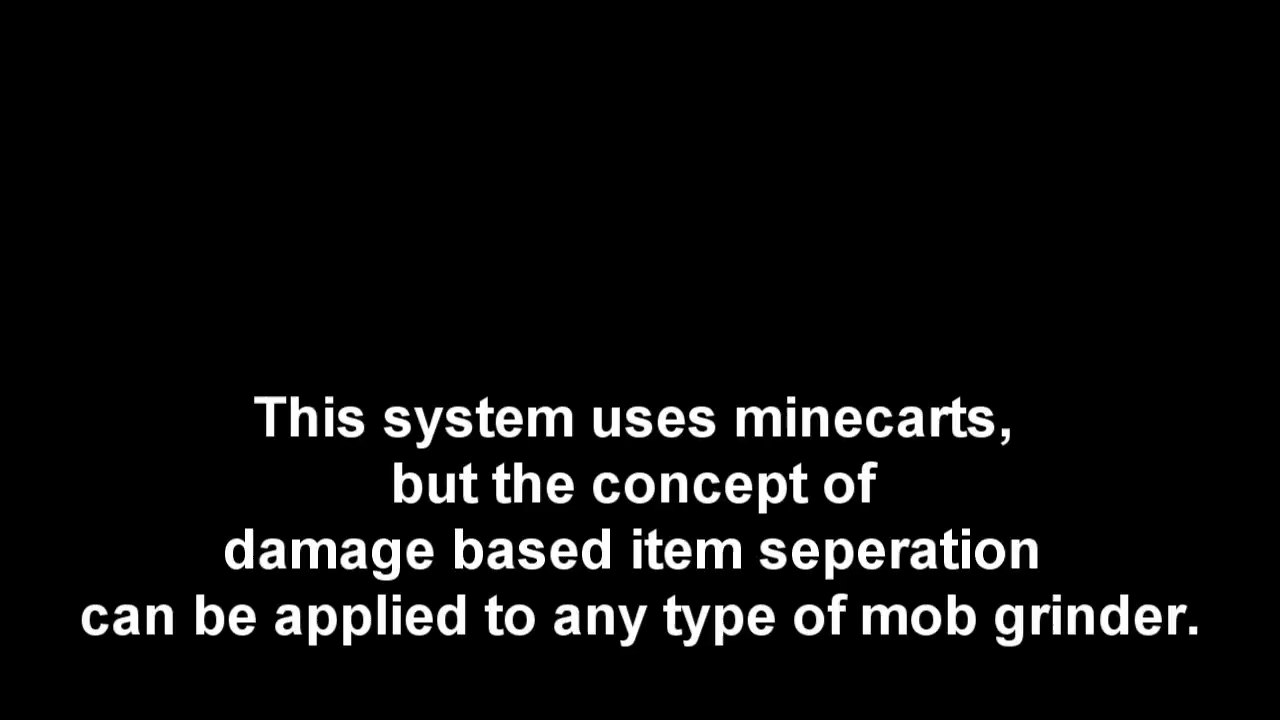 This system uses minecarts,
but the concept of
damage based item seperation
can be applied to any type of mob grinder.